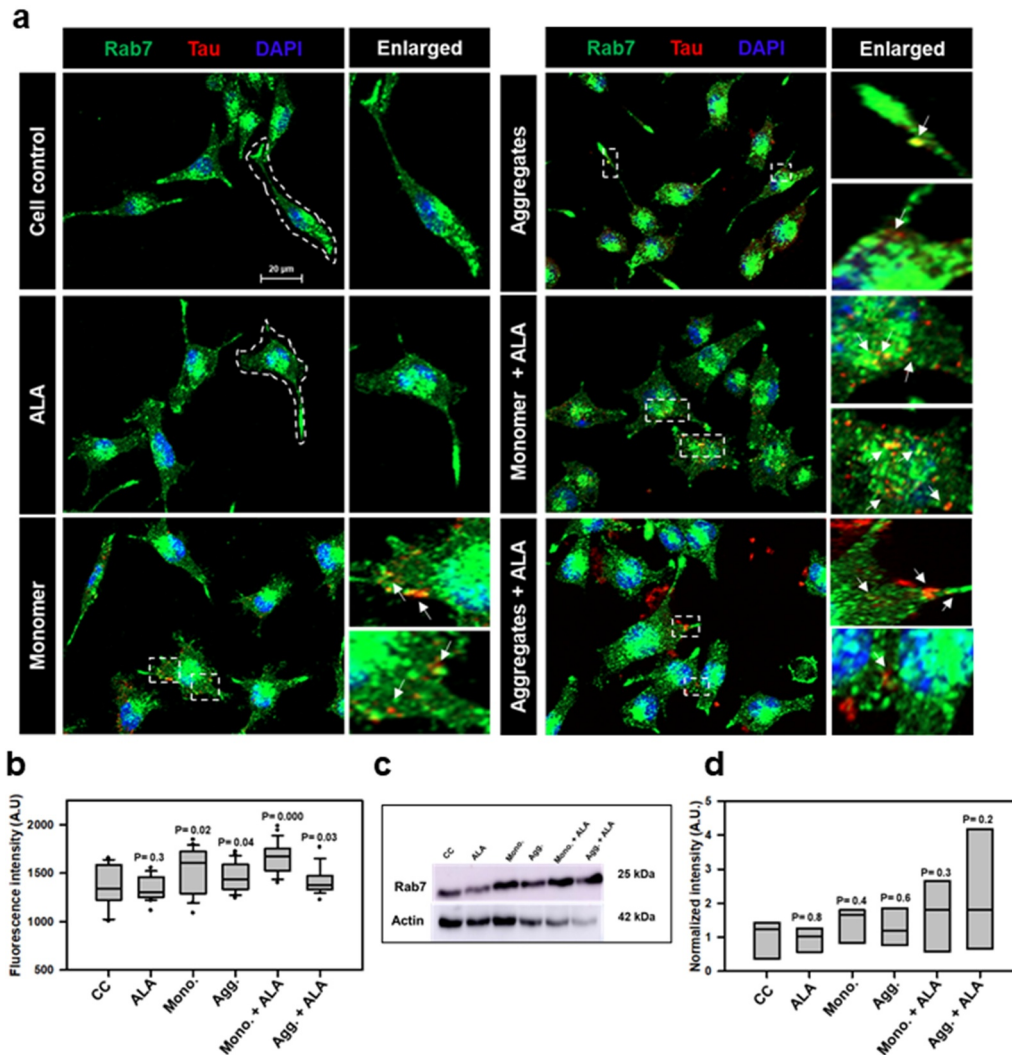 a
Rab7 Tau DAPI Enlarged
Rab7 Tau DAPI Enlarged
Cell control
20 µm
Aggregates
ALA
Monomer + ALA
Monomer
Aggregates + ALA
b
Fluorescence intensity (A.U)
2000
1500
1000
500
P= 0.3
P= 0.02
P= 0.04
P= 0.000
P= 0.03
CC
ALA
Mono.
Agg.
Mono. + ALA
Agg. + ALA
c
CC
ALA
Mono.
Agg.
Mono. + ALA
Agg. + ALA
Rab7
25 kDa
Actin
42 kDa
d
Normalized intensity (A.U.)
5
4
3
2
1
0
P= 0.8
P= 0.4
P= 0.6
P= 0.3
P= 0.2
CC
ALA
Mono.
Agg.
Mono. + ALA
Agg. + ALA